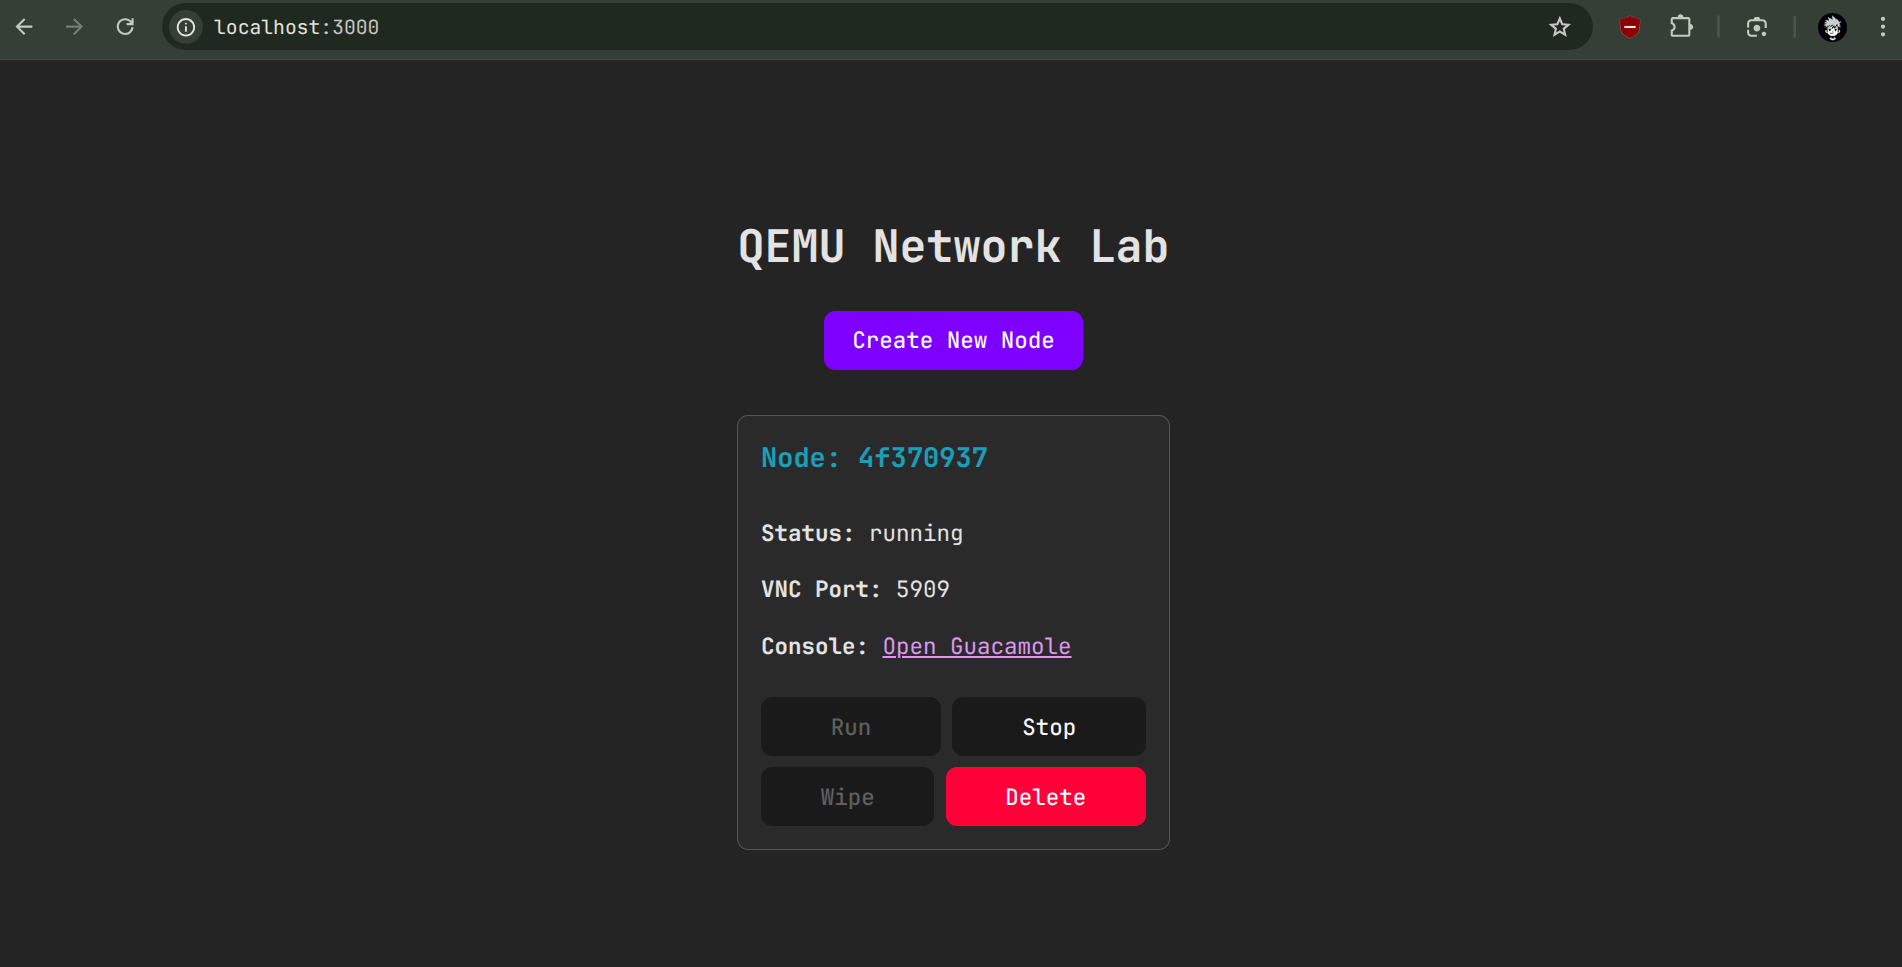 localhost:3000
QEMU Network Lab
Create New Node
Node: 4f370937
Status: running
VNC Port: 5909
Console: Open Guacamole
Run
Stop
Wipe
Delete